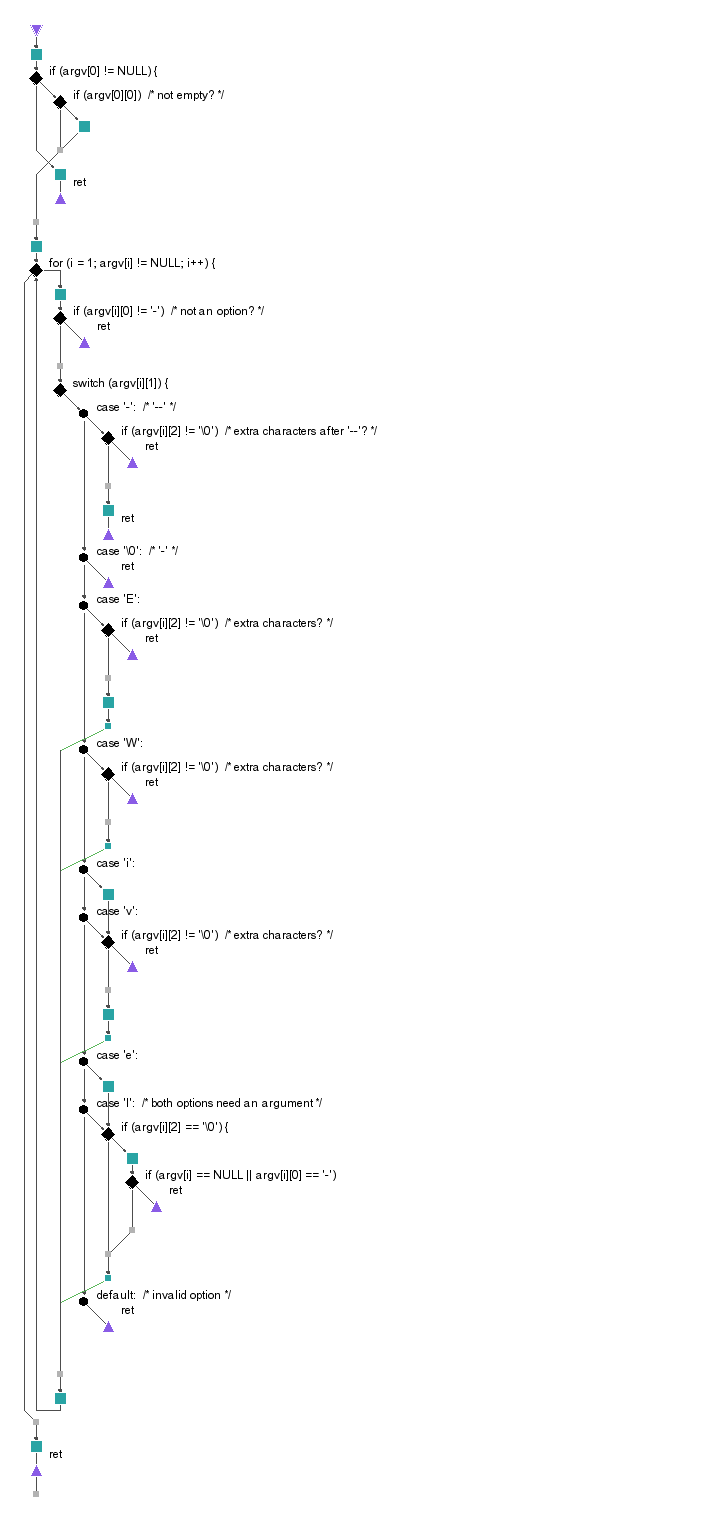 if (argv[0] != NULL) {
if (argv[0][0])  /* not empty? */
ret
for (i = 1; argv[i] != NULL; i++) {
if (argv[i][0] != '-')  /* not an option? */
ret
switch (argv[i][1]) {
case '-':  /* '--' */
if (argv[i][2] != '\0')  /* extra characters after '--'? */
ret
ret
case '\0':  /* '-' */
ret
case 'E':
if (argv[i][2] != '\0')  /* extra characters? */
ret
case 'W':
if (argv[i][2] != '\0')  /* extra characters? */
ret
case 'i':
case 'v':
if (argv[i][2] != '\0')  /* extra characters? */
ret
case 'e':
case 'l':  /* both options need an argument */
if (argv[i][2] == '\0') {
if (argv[i] == NULL || argv[i][0] == '-')
ret
default:  /* invalid option */
ret
ret